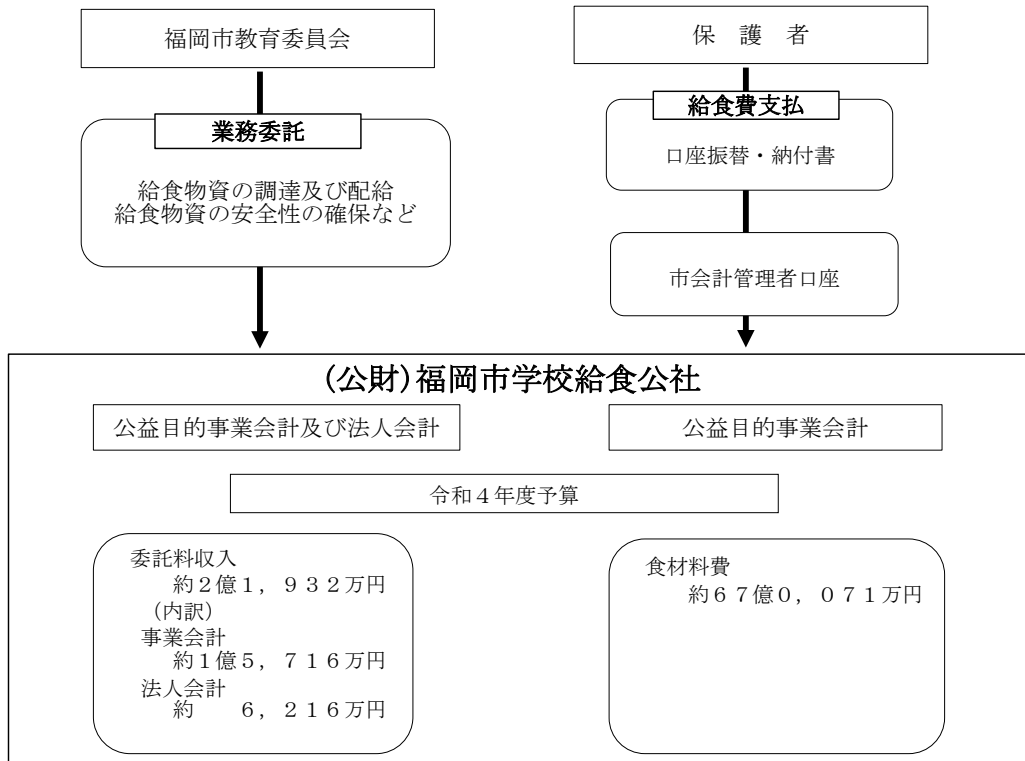 福岡市教育委員会
業務委託
給食物資の調達及び配給
給食物資の安全性の確保など
保　護　者
給食費支払
口座振替・納付書
市会計管理者口座
(公財)福岡市学校給食公社
公益目的事業会計及び法人会計
公益目的事業会計
令和４年度予算
委託料収入
約２億１，９３２万円
（内訳）
事業会計
約１億５，７１６万円
法人会計
約　　６，２１６万円
食材料費
約６７億０，０７１万円